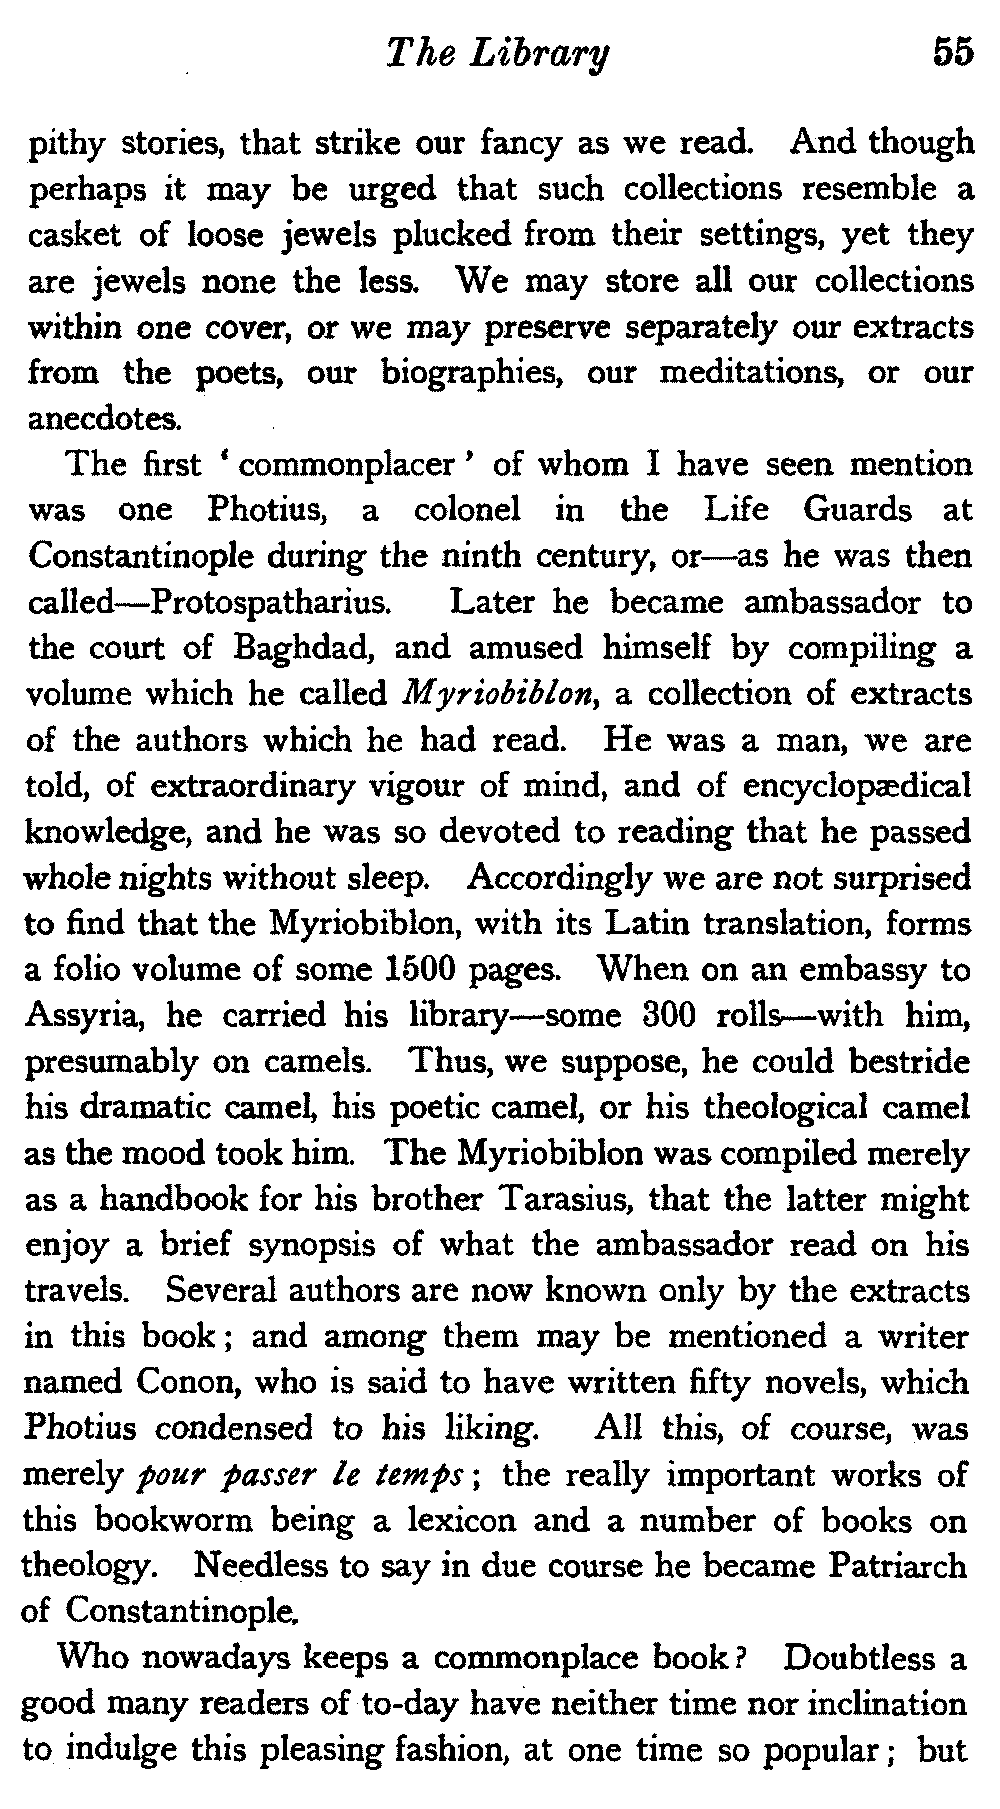 The Library 55
pithy stories, that strike our fancy as we read. And though
perhaps it may be urged that such collections resemble a
casket of loose jewels plucked from their settings, yet they
are jewels none the less. We may store all our collections
within one cover, or we may preserve separately our extracts
from the poets, our biographies, our meditations, or our
anecdotes.
The first ‘ commonplacer ’ of whom I have seen mention
was one Photius, a colonel in the Life Guards at
Constantinople during the ninth century, or—as he was then
called—Protospatharius. Later he became ambassador to
the court of Baghdad, and amused himself by compiling a
volume which he called Myriobiblon, a collection of extracts
of the authors which he had read. He was a man, we are
told, of extraordinary vigour of mind, and of encyclopædical
knowledge, and he was so devoted to reading that he passed
whole nights without sleep. Accordingly we are not surprised
to find that the Myriobiblon, with its Latin translation, forms
a folio volume of some 1500 pages. When on an embassy to
Assyria, he carried his library—some 300 rolls—with him,
presumably on camels. Thus, we suppose, he could bestride
his dramatic camel, his poetic camel, or his theological camel
as the mood took him. The Myriobiblon was compiled merely
as a handbook for his brother Tarasius, that the latter might
enjoy a brief synopsis of what the ambassador read on his
travels. Several authors are now known only by the extracts
in this book ; and among them may be mentioned a writer
named Conon, who is said to have written fifty novels, which
Photius condensed to his liking. All this, of course, was
merely pour passer le temps ; the really important works of
this bookworm being a lexicon and a number of books on
theology. Needless to say in due course he became Patriarch
of Constantinople.
Who nowadays keeps a commonplace book ? Doubtless a
good many readers of to-day have neither time nor inclination
to indulge this pleasing fashion, at one time so popular ; but